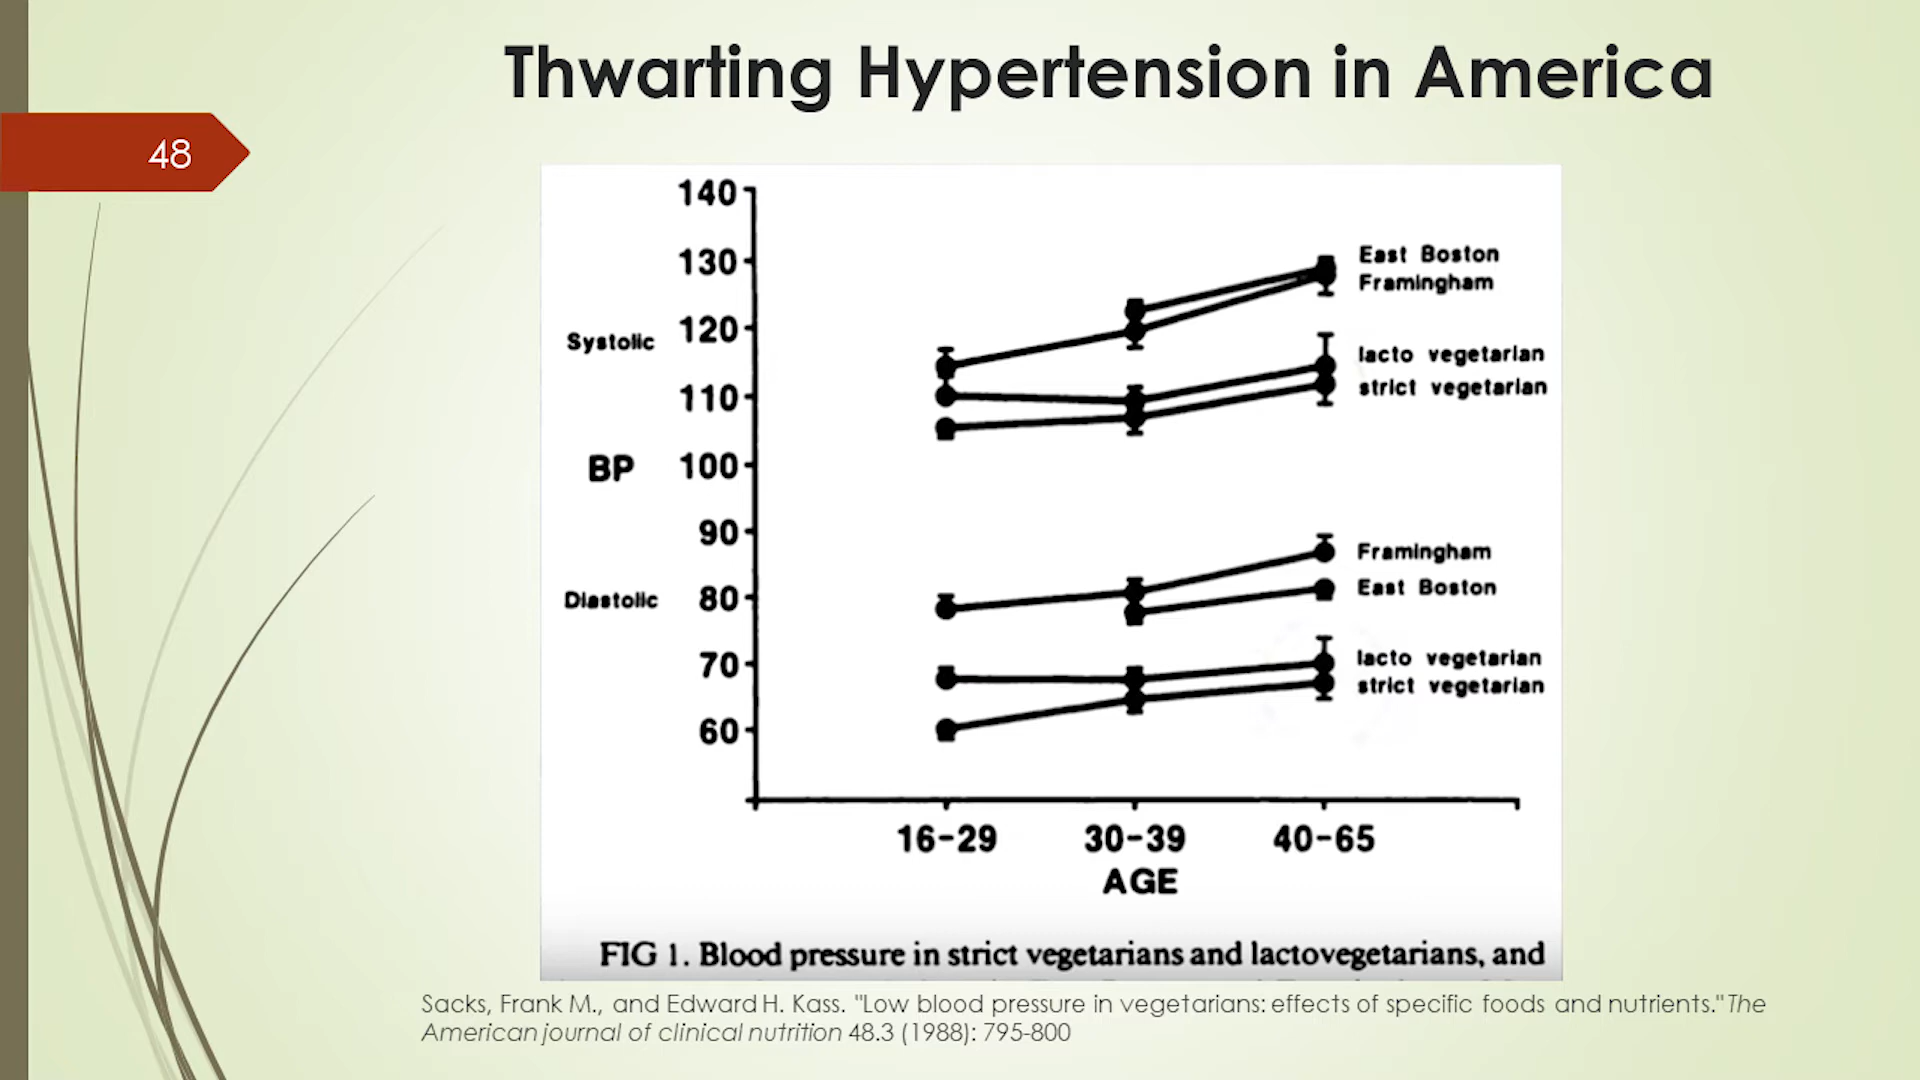 Thwarting Hypertension in America
48
140
130
120
110
100
90
80
70
60
Systolic
BP
Diastolic
East Boston
Framingham
lacto vegetarian
strict vegetarian
Framingham
East Boston
lacto vegetarian
strict vegetarian
16-29 30-39 40-65
AGE
FIG 1. Blood pressure in strict vegetarians and lactovegetarians, and
Sacks, Frank M., and Edward H. Kass. "Low blood pressure in vegetarians: effects of specific foods and nutrients." The
American journal of clinical nutrition 48.3 (1988): 795-800